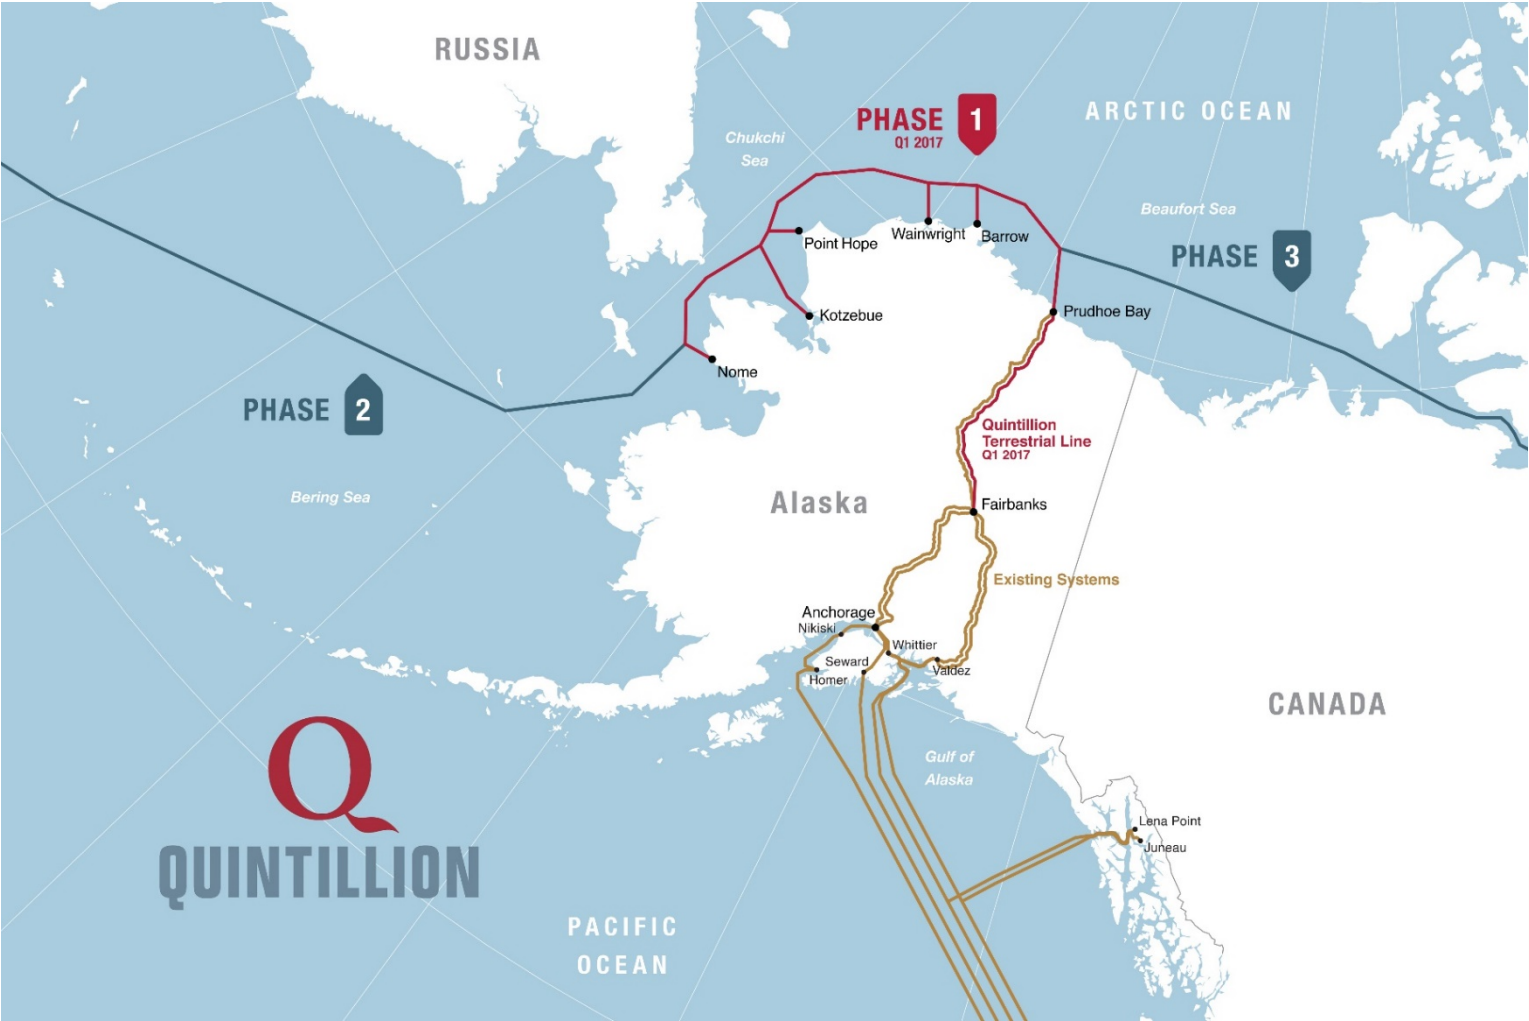 RUSSIA
PHASE 1
Q1 2017
ARCTIC OCEAN
Chukchi
Sea
Beaufort Sea
Wainwright
Barrow
Point Hope
PHASE 3
Kotzebue
Prudhoe Bay
Nome
PHASE 2
Quintillion
Terrestrial Line
Q1 2017
Bering Sea
Alaska
Fairbanks
Existing Systems
Anchorage
Nikiski
Whittier
Seward
Homer
Valdez
CANADA
Gulf of
Alaska
Q
QUINTILLION
Lena Point
Juneau
PACIFIC
OCEAN